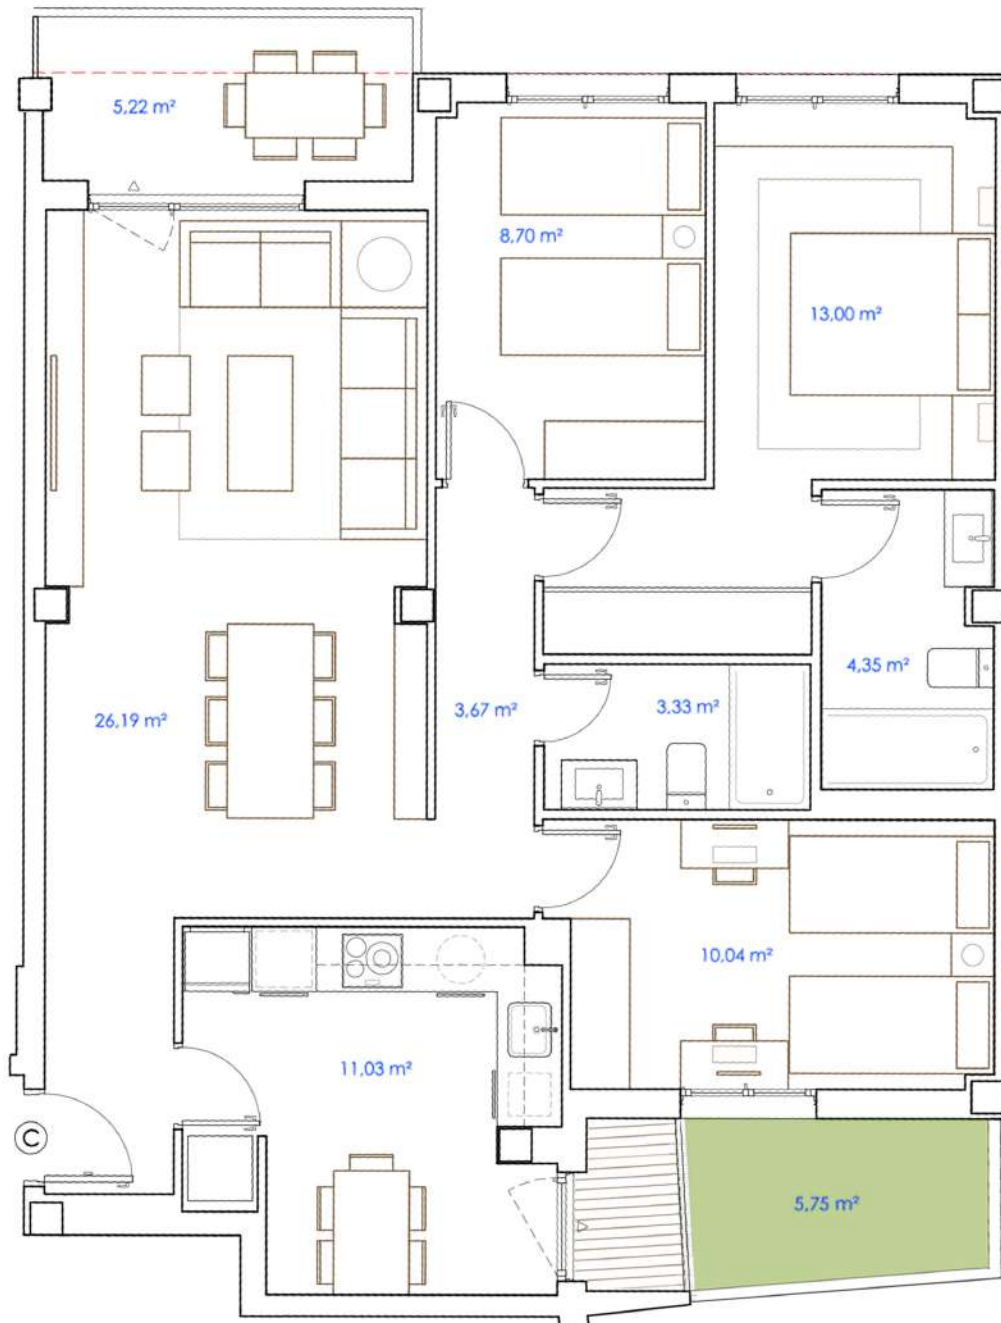 5,22 m²
8,70 m²
13,00 m²
4,35 m²
26,19 m²
3,67 m²
3,33 m²
10,04 m²
11,03 m²
C
5,75 m²